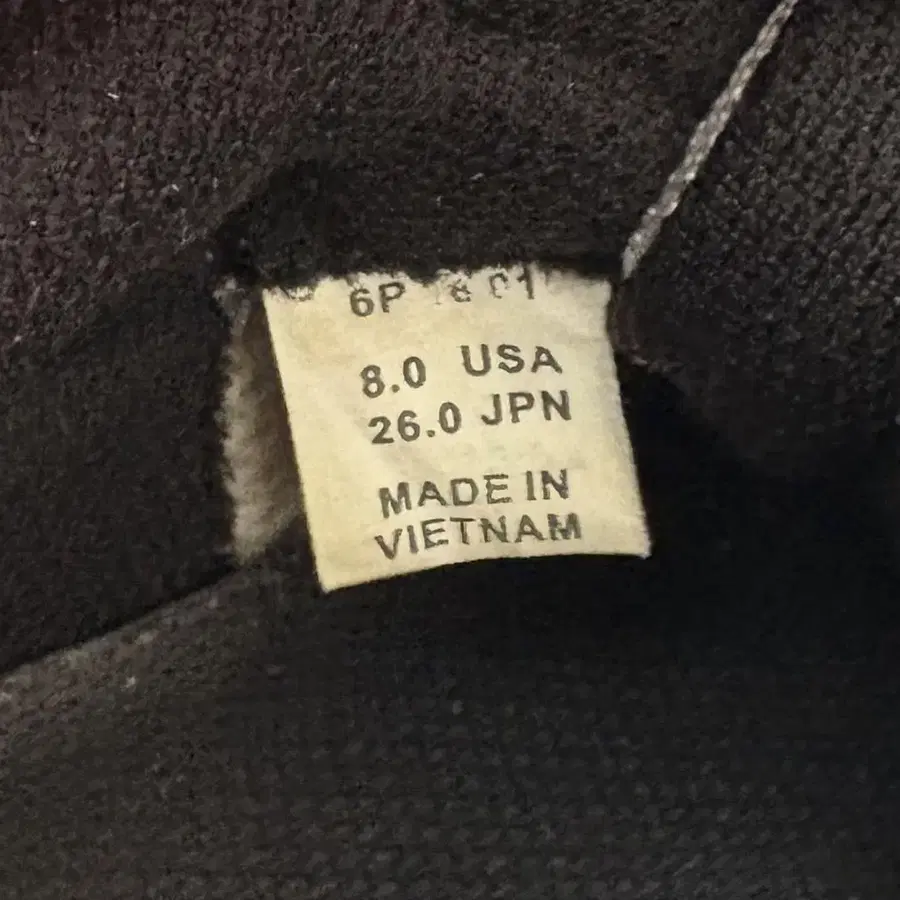 6P
8.0 USA
26.0 JPN
MADE IN
VIETNAM